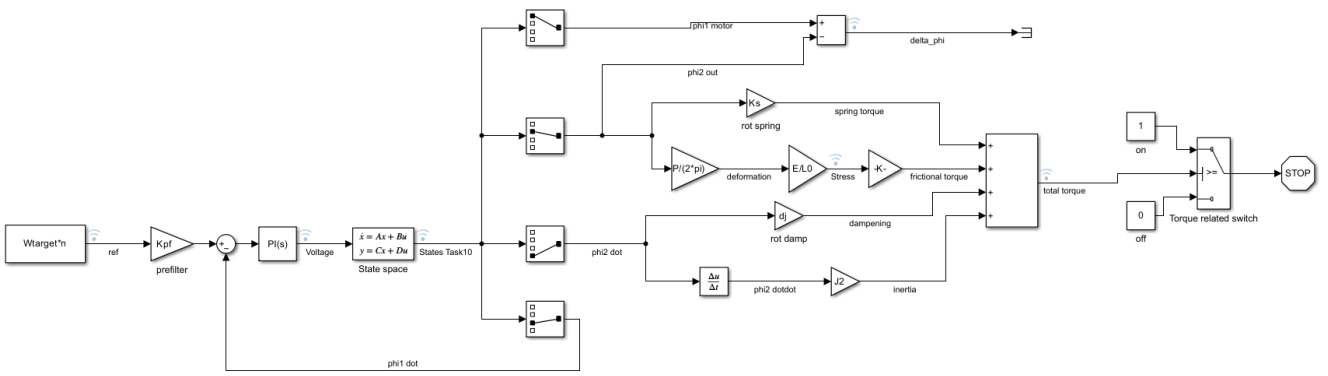 phi1 motor
+
−
delta_phi
phi2 out
Ks
rot spring
spring torque
P/(2*pi)
deformation
E/L0
Stress
-K-
frictional torque
+
+
+
+
total torque
1
on
>=
0
off
Torque related switch
STOP
Wtarget*n
ref
Kpf
prefilter
+
−
PI(s)
Voltage
ẋ = Ax + Bu
y = Cx + Du
State space
States Task10
phi2 dot
dj
rot damp
dampening
Δu
Δt
phi2 dotdot
J2
inertia
phi1 dot